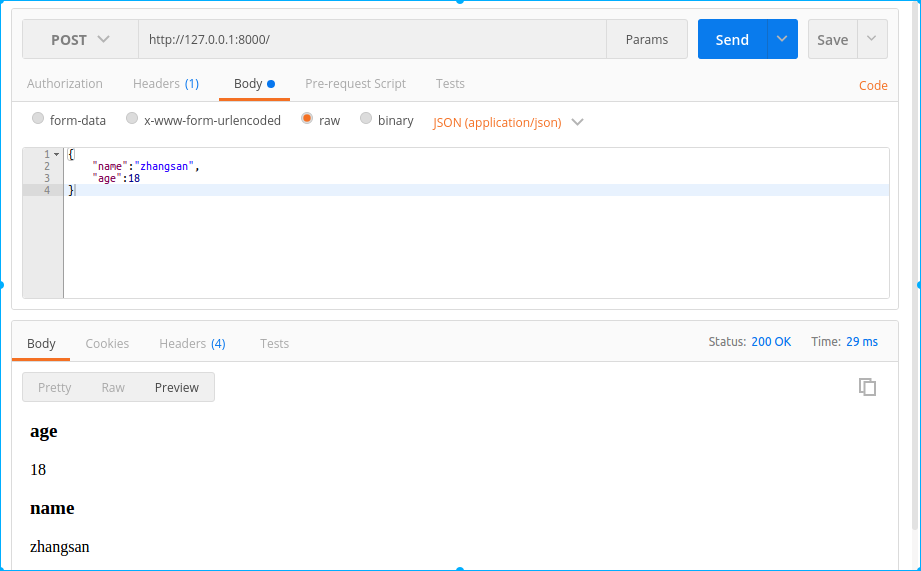 POST http://127.0.0.1:8000/ Params Send Save
Authorization Headers (1) Body Pre-request Script Tests Code
form-data x-www-form-urlencoded raw binary JSON (application/json)
1 {
2 "name":"zhangsan",
3 "age":18
4 }
Body Cookies Headers (4) Tests Status: 200 OK Time: 29 ms
Pretty Raw Preview
age
18
name
zhangsan